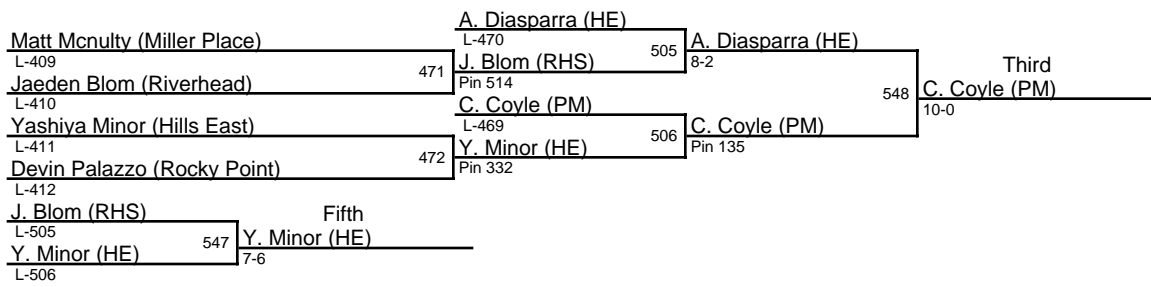 A. Diasparra (HE)
Matt Mcnulty (Miller Place)
L-470
505
A. Diasparra (HE)
L-409
471
J. Blom (RHS)
8-2
Third
Jaeden Blom (Riverhead)
Pin 514
548
C. Coyle (PM)
L-410
C. Coyle (PM)
10-0
Yashiya Minor (Hills East)
L-469
506
C. Coyle (PM)
L-411
472
Y. Minor (HE)
Pin 135
Devin Palazzo (Rocky Point)
Pin 332
L-412
J. Blom (RHS)
Fifth
L-505
547
Y. Minor (HE)
Y. Minor (HE)
7-6
L-506